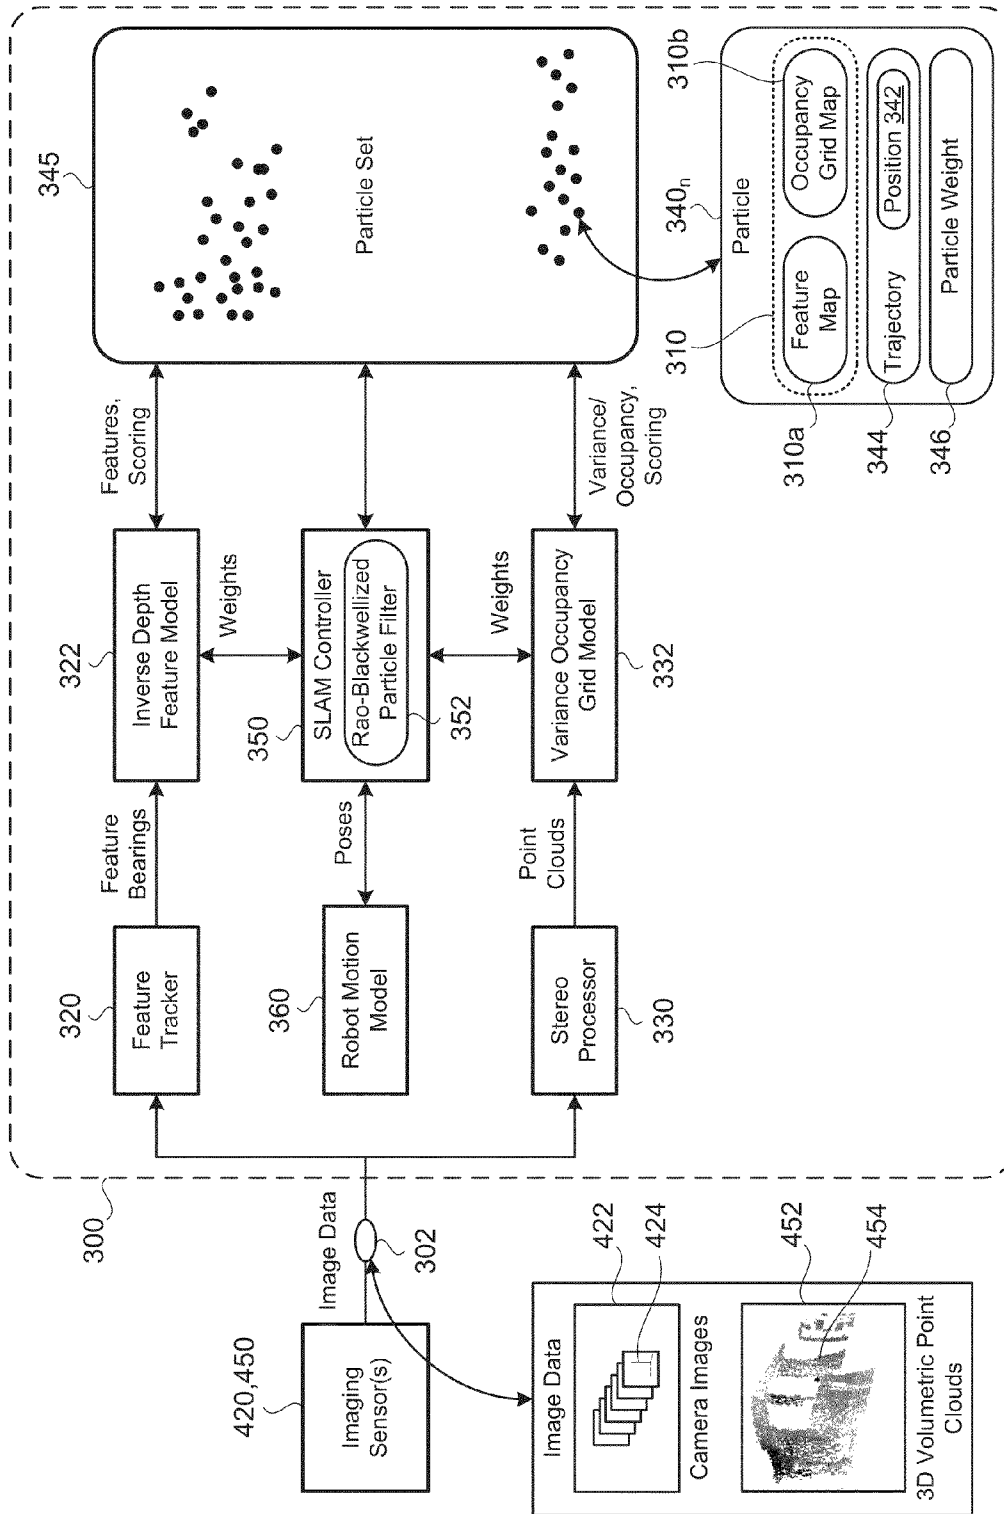 300
420,450
Imaging
Sensor(s)
Image Data
302
Image Data
422
424
Camera Images
452
454
3D Volumetric Point
Clouds
320
Feature
Tracker
Feature
Bearings
322
Inverse Depth
Feature Model
Features,
Scoring
Weights
360
Robot Motion
Model
Poses
350
SLAM Controller
Rao-Blackwellized
Particle Filter
352
Weights
330
Stereo
Processor
Point
Clouds
Variance Occupancy
Grid Model
332
Variance/
Occupancy,
Scoring
345
Particle Set
340n
Particle
310
310a
310b
Feature
Map
Occupancy
Grid Map
344
Trajectory
Position 342
346
Particle Weight